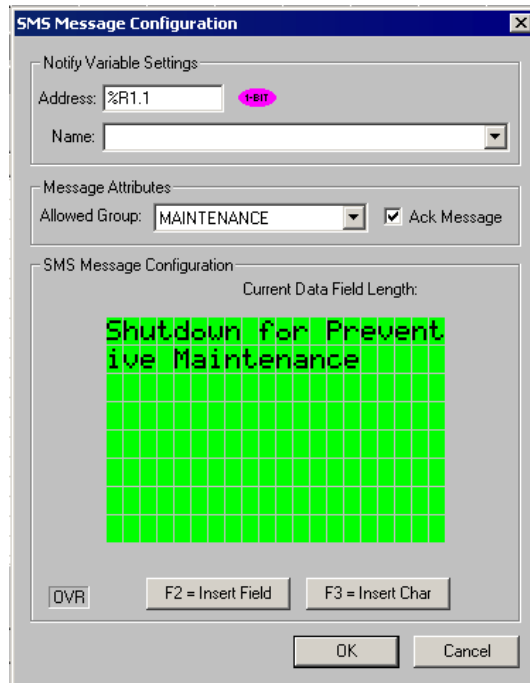 SMS Message Configuration
Notify Variable Settings
Address: %R1.1 1-BIT
Name:
Message Attributes
Allowed Group: MAINTENANCE Ack Message
SMS Message Configuration
Current Data Field Length:
Shutdown for Prevent
ive Maintenance
OVR F2 = Insert Field F3 = Insert Char
OK Cancel